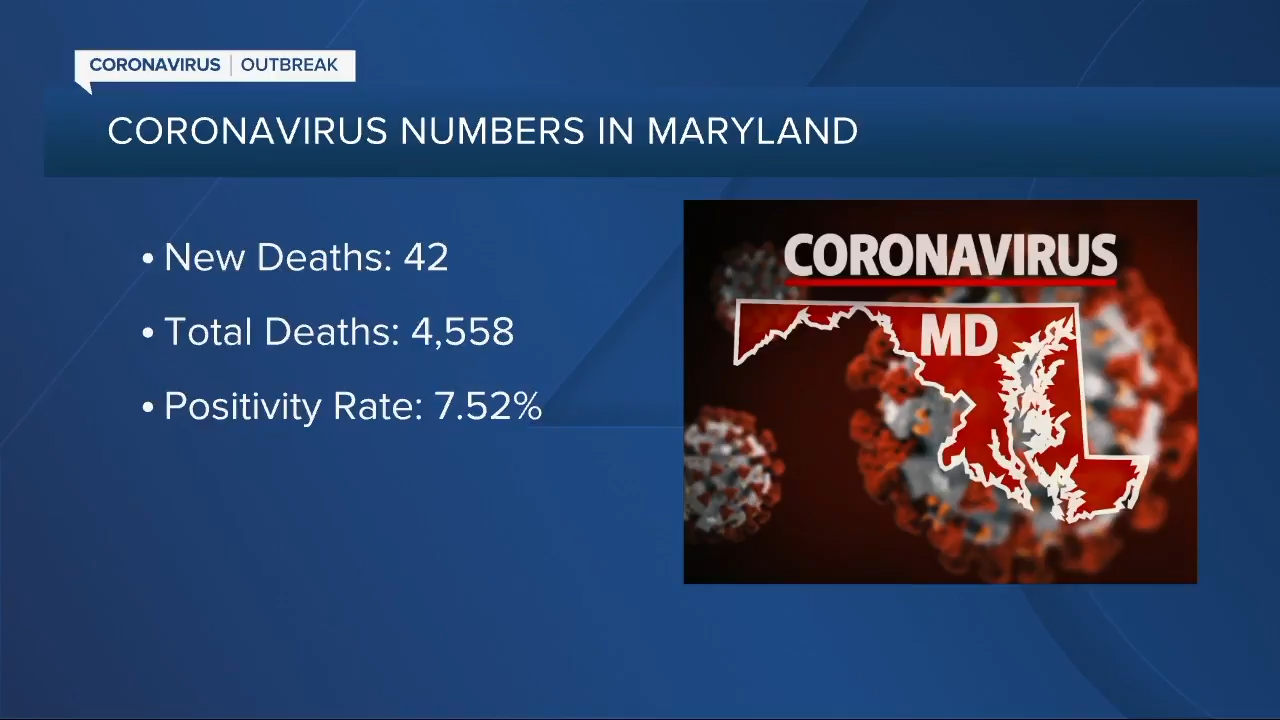 CORONAVIRUS | OUTBREAK
CORONAVIRUS NUMBERS IN MARYLAND
• New Deaths: 42
• Total Deaths: 4,558
• Positivity Rate: 7.52%
CORONAVIRUS
MD